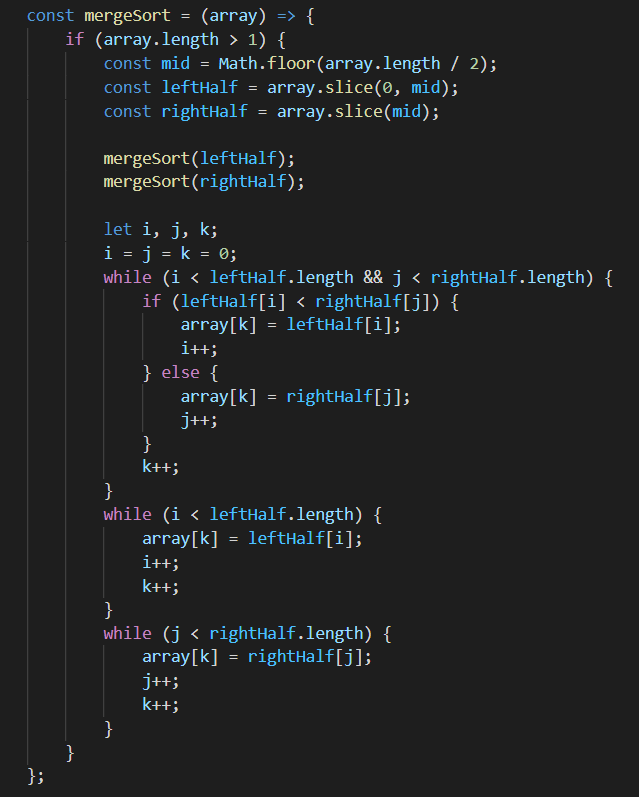 const mergeSort = (array) => {
    if (array.length > 1) {
        const mid = Math.floor(array.length / 2);
        const leftHalf = array.slice(0, mid);
        const rightHalf = array.slice(mid);

        mergeSort(leftHalf);
        mergeSort(rightHalf);

        let i, j, k;
        i = j = k = 0;
        while (i < leftHalf.length && j < rightHalf.length) {
            if (leftHalf[i] < rightHalf[j]) {
                array[k] = leftHalf[i];
                i++;
            } else {
                array[k] = rightHalf[j];
                j++;
            }
            k++;
        }
        while (i < leftHalf.length) {
            array[k] = leftHalf[i];
            i++;
            k++;
        }
        while (j < rightHalf.length) {
            array[k] = rightHalf[j];
            j++;
            k++;
        }
    }
};